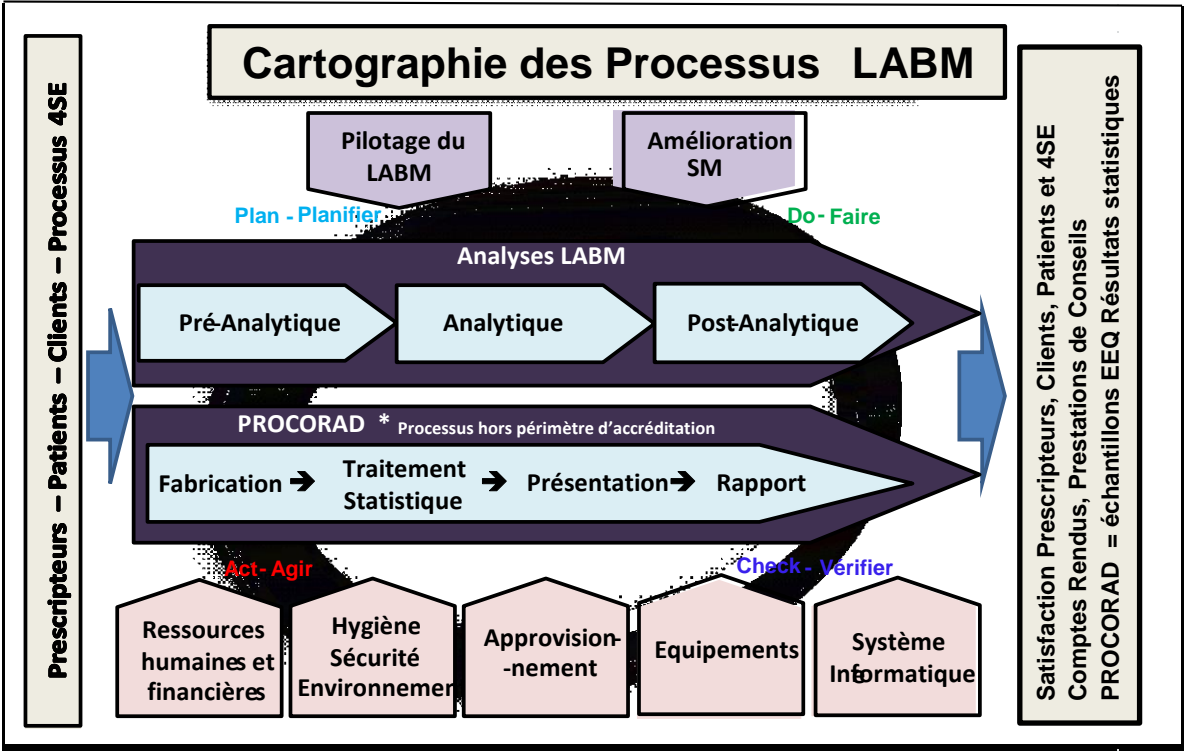 Cartographie des Processus LABM
Prescripteurs – Patients – Clients – Processus 4SE
Pilotage du
LABM
Amélioration
SM
Plan - Planifier
Do- Faire
Analyses LABM
Pré-Analytique
Analytique
Post-Analytique
PROCORAD * Processus hors périmètre d'accréditation
Fabrication ➔
Traitement
Statistique
➔ Présentation ➔ Rapport
Act- Agir
Check - Vérifier
Ressources
humaines et
financières
Hygiène
Sécurité
Environnemen
Approvision-
-nement
Equipements
Système
Informatique
Satisfaction Prescripteurs, Clients, Patients et 4SE
Comptes Rendus, Prestations de Conseils
PROCORAD = échantillons EEQ Résultats statistiques